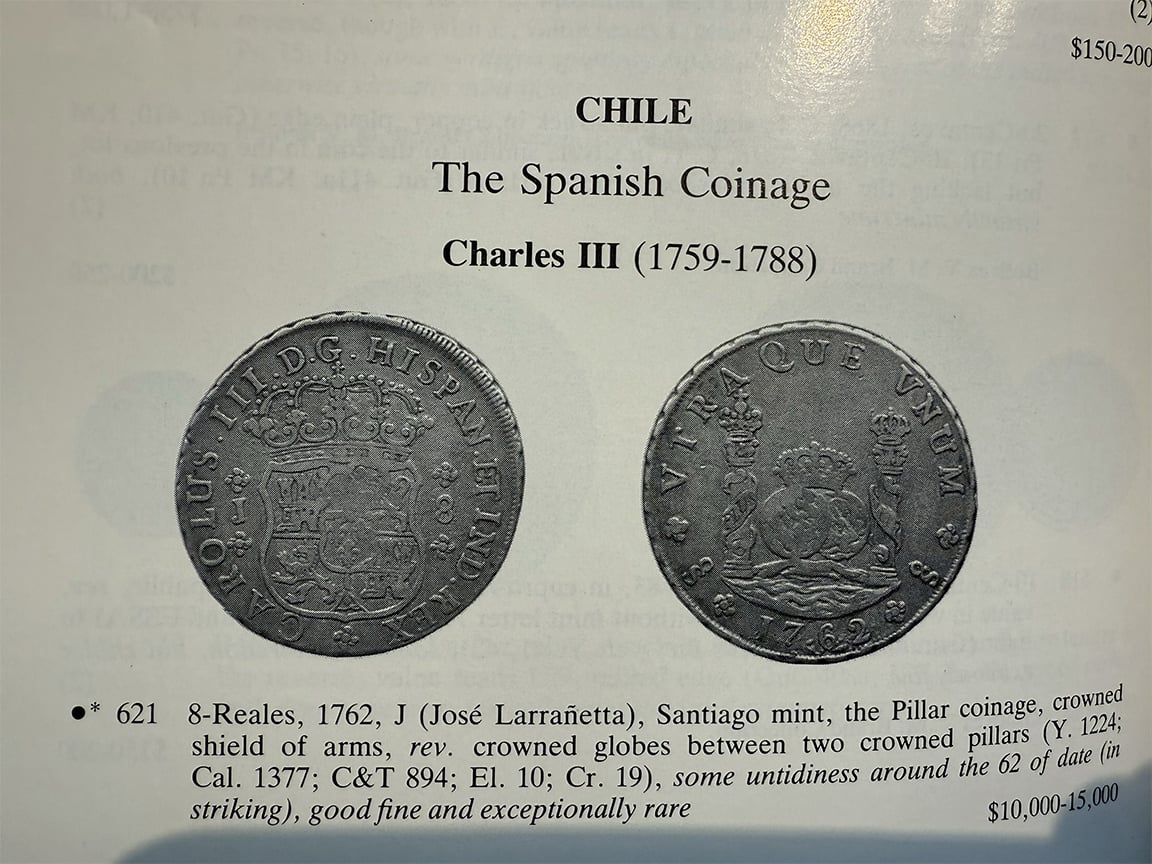 (2)
$150-200
CHILE
The Spanish Coinage
Charles III (1759-1788)
CAROLUS.III.D.G.HISPAN.ET IND.REX
J 8
VTRA QUE VNUM
1762
●* 621 8-Reales, 1762, J (José Larrañetta), Santiago mint, the Pillar coinage, crowned
shield of arms, rev. crowned globes between two crowned pillars (Y. 1224;
Cal. 1377; C&T 894; El. 10; Cr. 19), some untidiness around the 62 of date (in
striking), good fine and exceptionally rare
$10,000-15,000